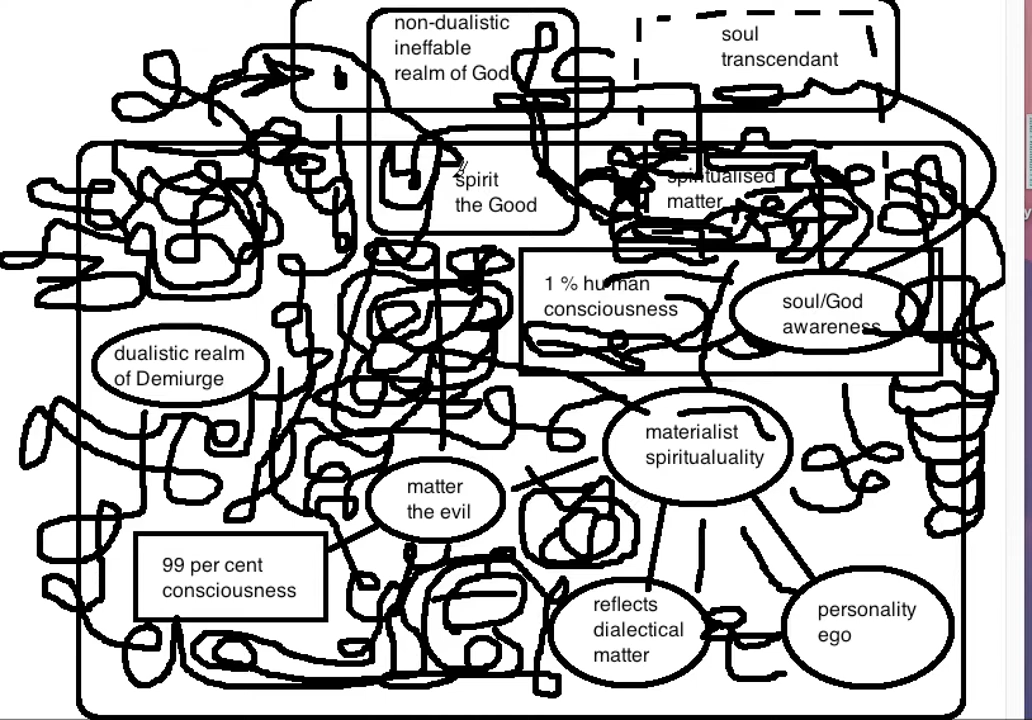 non-dualistic
ineffable
realm of God
soul
transcendant
spirit
the Good
spiritualised
matter
1 % human
consciousness
soul/God
awareness
dualistic realm
of Demiurge
materialist
spiritualuality
matter
the evil
99 per cent
consciousness
reflects
dialectical
matter
personality
ego